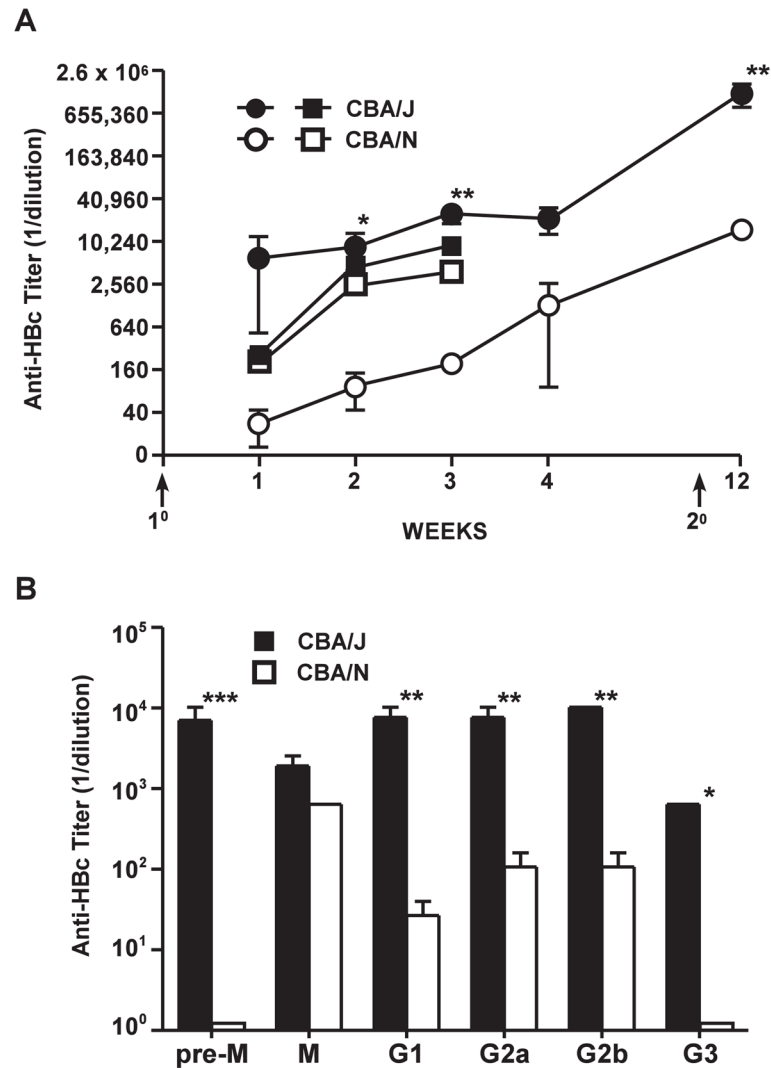 A
Anti-HBc Titer (1/dilution)
2.6 x 10⁶
655,360
163,840
40,960
10,240
2,560
640
160
40
0
CBA/J
CBA/N
*
**
**
1 2 3 4 12
1⁰ 2⁰
WEEKS
B
Anti-HBc Titer (1/dilution)
10⁵
10⁴
10³
10²
10¹
10⁰
CBA/J
CBA/N
***
**
**
**
*
pre-M M G1 G2a G2b G3